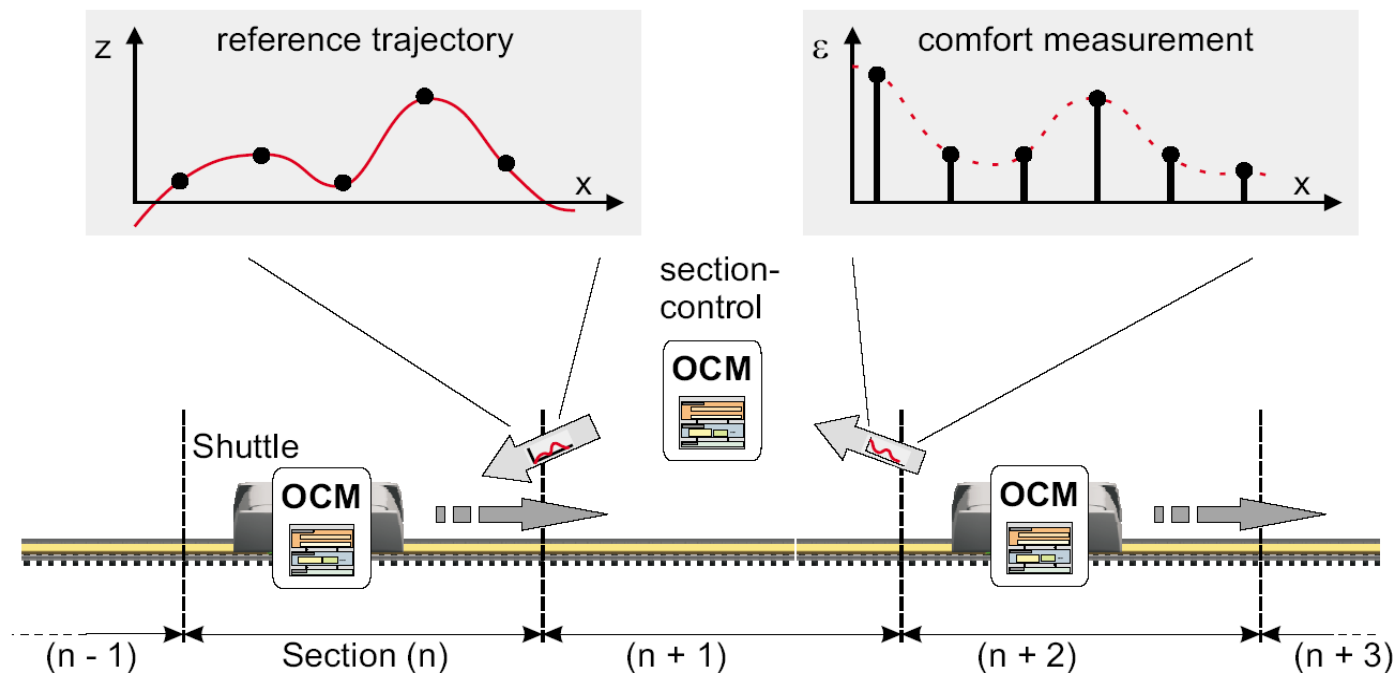 reference trajectory
z
x
comfort measurement
ε
x
section-
control
OCM
Shuttle
OCM
OCM
(n - 1)
Section (n)
(n + 1)
(n + 2)
(n + 3)